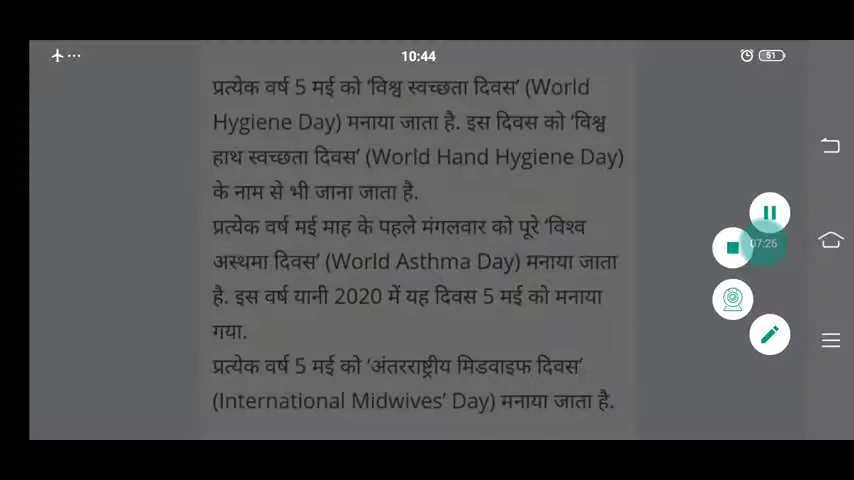 10:44
51
प्रत्येक वर्ष 5 मई को ‘विश्व स्वच्छता दिवस’ (World
Hygiene Day) मनाया जाता है. इस दिवस को ‘विश्व
हाथ स्वच्छता दिवस’ (World Hand Hygiene Day)
के नाम से भी जाना जाता है.
प्रत्येक वर्ष मई माह के पहले मंगलवार को पूरे ‘विश्व
अस्थमा दिवस’ (World Asthma Day) मनाया जाता
है. इस वर्ष यानी 2020 में यह दिवस 5 मई को मनाया
गया.
प्रत्येक वर्ष 5 मई को ‘अंतरराष्ट्रीय मिडवाइफ दिवस’
(International Midwives’ Day) मनाया जाता है.
07:26